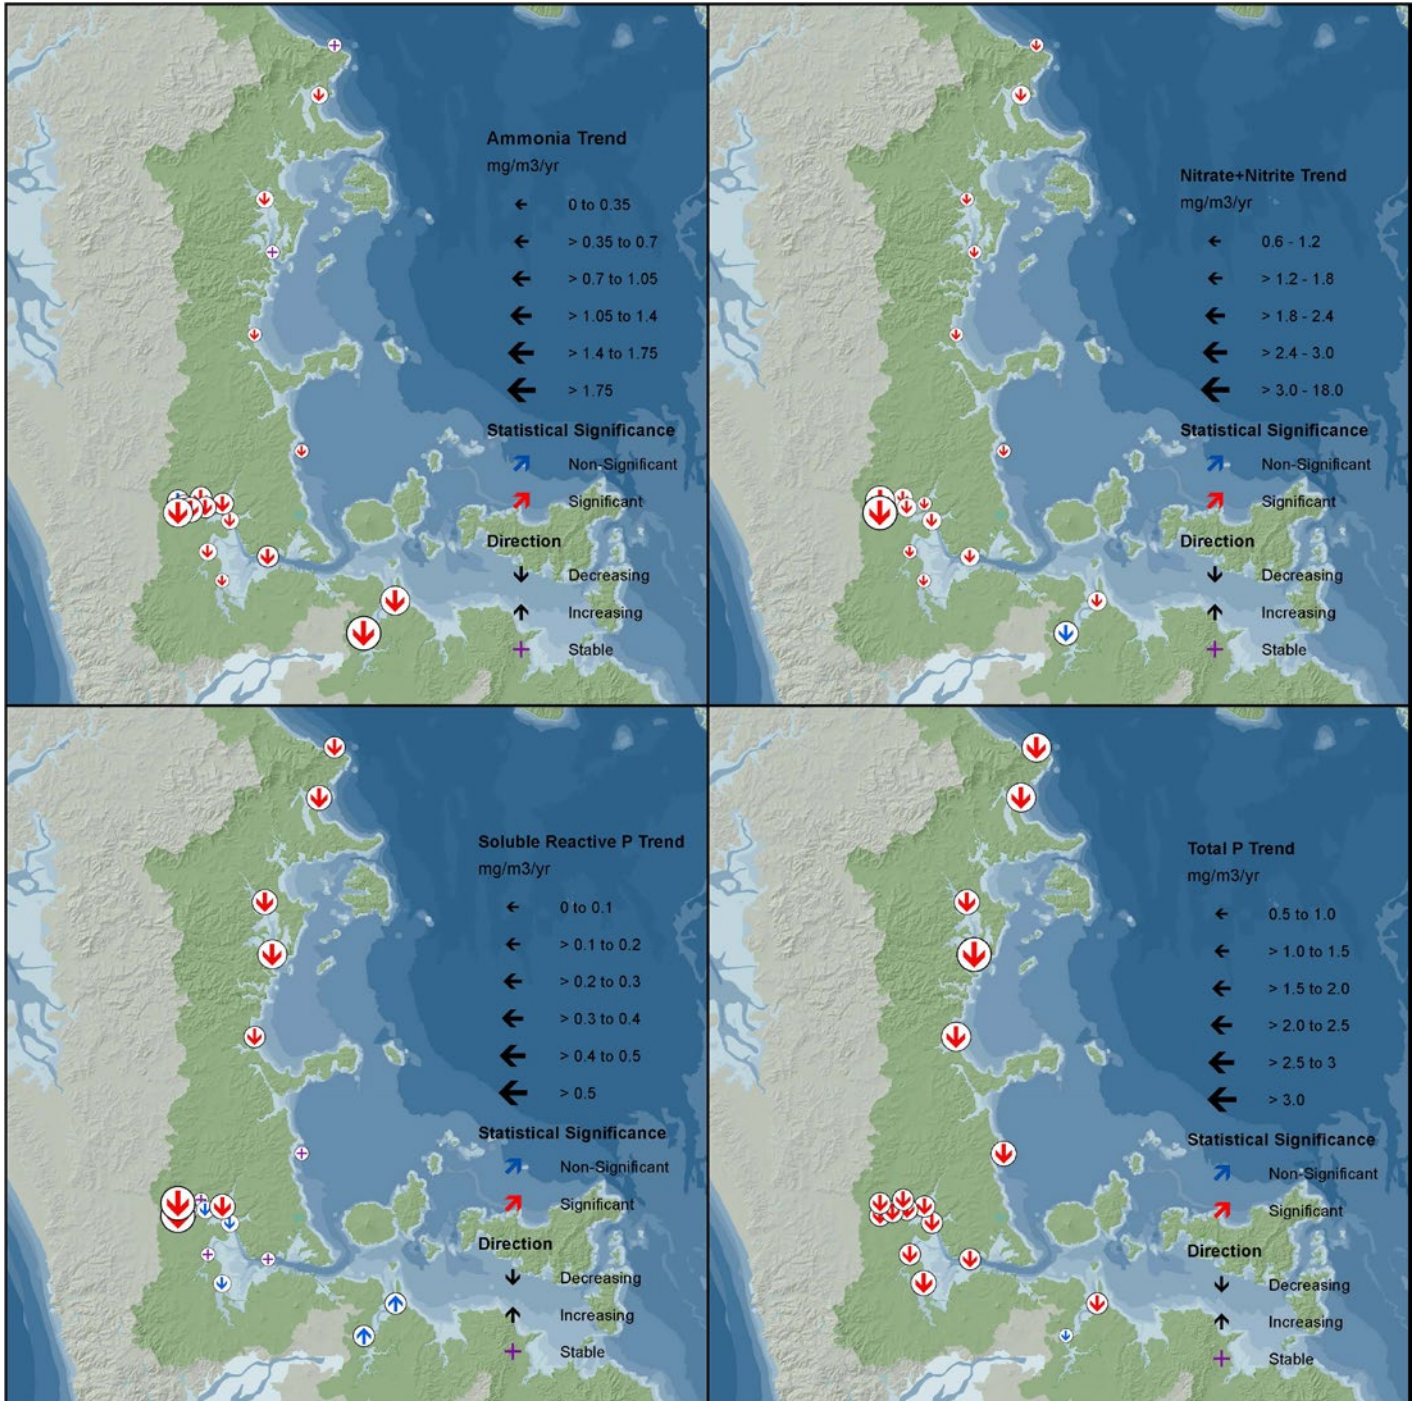 Ammonia Trend
mg/m3/yr
0 to 0.35
> 0.35 to 0.7
> 0.7 to 1.05
> 1.05 to 1.4
> 1.4 to 1.75
> 1.75
Statistical Significance
Non-Significant
Significant
Direction
Decreasing
Increasing
Stable
Nitrate+Nitrite Trend
mg/m3/yr
0.6 - 1.2
> 1.2 - 1.8
> 1.8 - 2.4
> 2.4 - 3.0
> 3.0 - 18.0
Statistical Significance
Non-Significant
Significant
Direction
Decreasing
Increasing
Stable
Soluble Reactive P Trend
mg/m3/yr
0 to 0.1
> 0.1 to 0.2
> 0.2 to 0.3
> 0.3 to 0.4
> 0.4 to 0.5
> 0.5
Statistical Significance
Non-Significant
Significant
Direction
Decreasing
Increasing
Stable
Total P Trend
mg/m3/yr
0.5 to 1.0
> 1.0 to 1.5
> 1.5 to 2.0
> 2.0 to 2.5
> 2.5 to 3
> 3.0
Statistical Significance
Non-Significant
Significant
Direction
Decreasing
Increasing
Stable